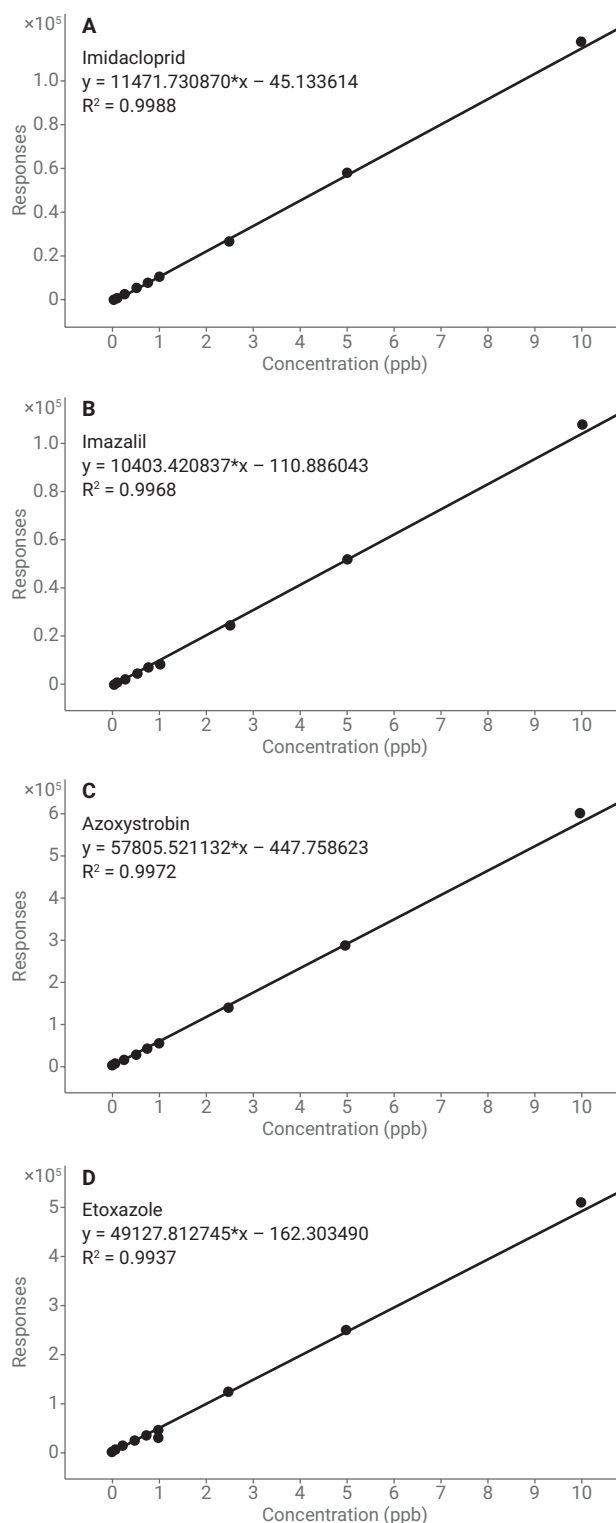 ×10⁵
A
Imidacloprid
y = 11471.730870*x – 45.133614
R² = 0.9988
1.0
0.8
0.6
0.4
0.2
0
Responses
0 1 2 3 4 5 6 7 8 9 10
Concentration (ppb)
×10⁵
B
Imazalil
y = 10403.420837*x – 110.886043
R² = 0.9968
1.0
0.8
0.6
0.4
0.2
0
Responses
0 1 2 3 4 5 6 7 8 9 10
Concentration (ppb)
×10⁵
C
Azoxystrobin
y = 57805.521132*x – 447.758623
R² = 0.9972
6
5
4
3
2
1
0
Responses
0 1 2 3 4 5 6 7 8 9 10
Concentration (ppb)
×10⁵
D
Etoxazole
y = 49127.812745*x – 162.303490
R² = 0.9937
5
4
3
2
1
0
Responses
0 1 2 3 4 5 6 7 8 9 10
Concentration (ppb)